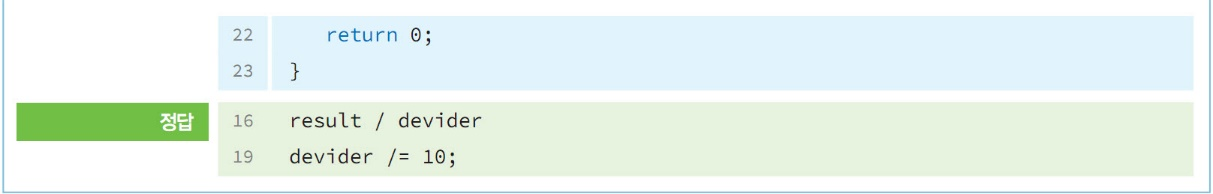 22 return 0;
23 }
정답 16 result / devider
19 devider /= 10;